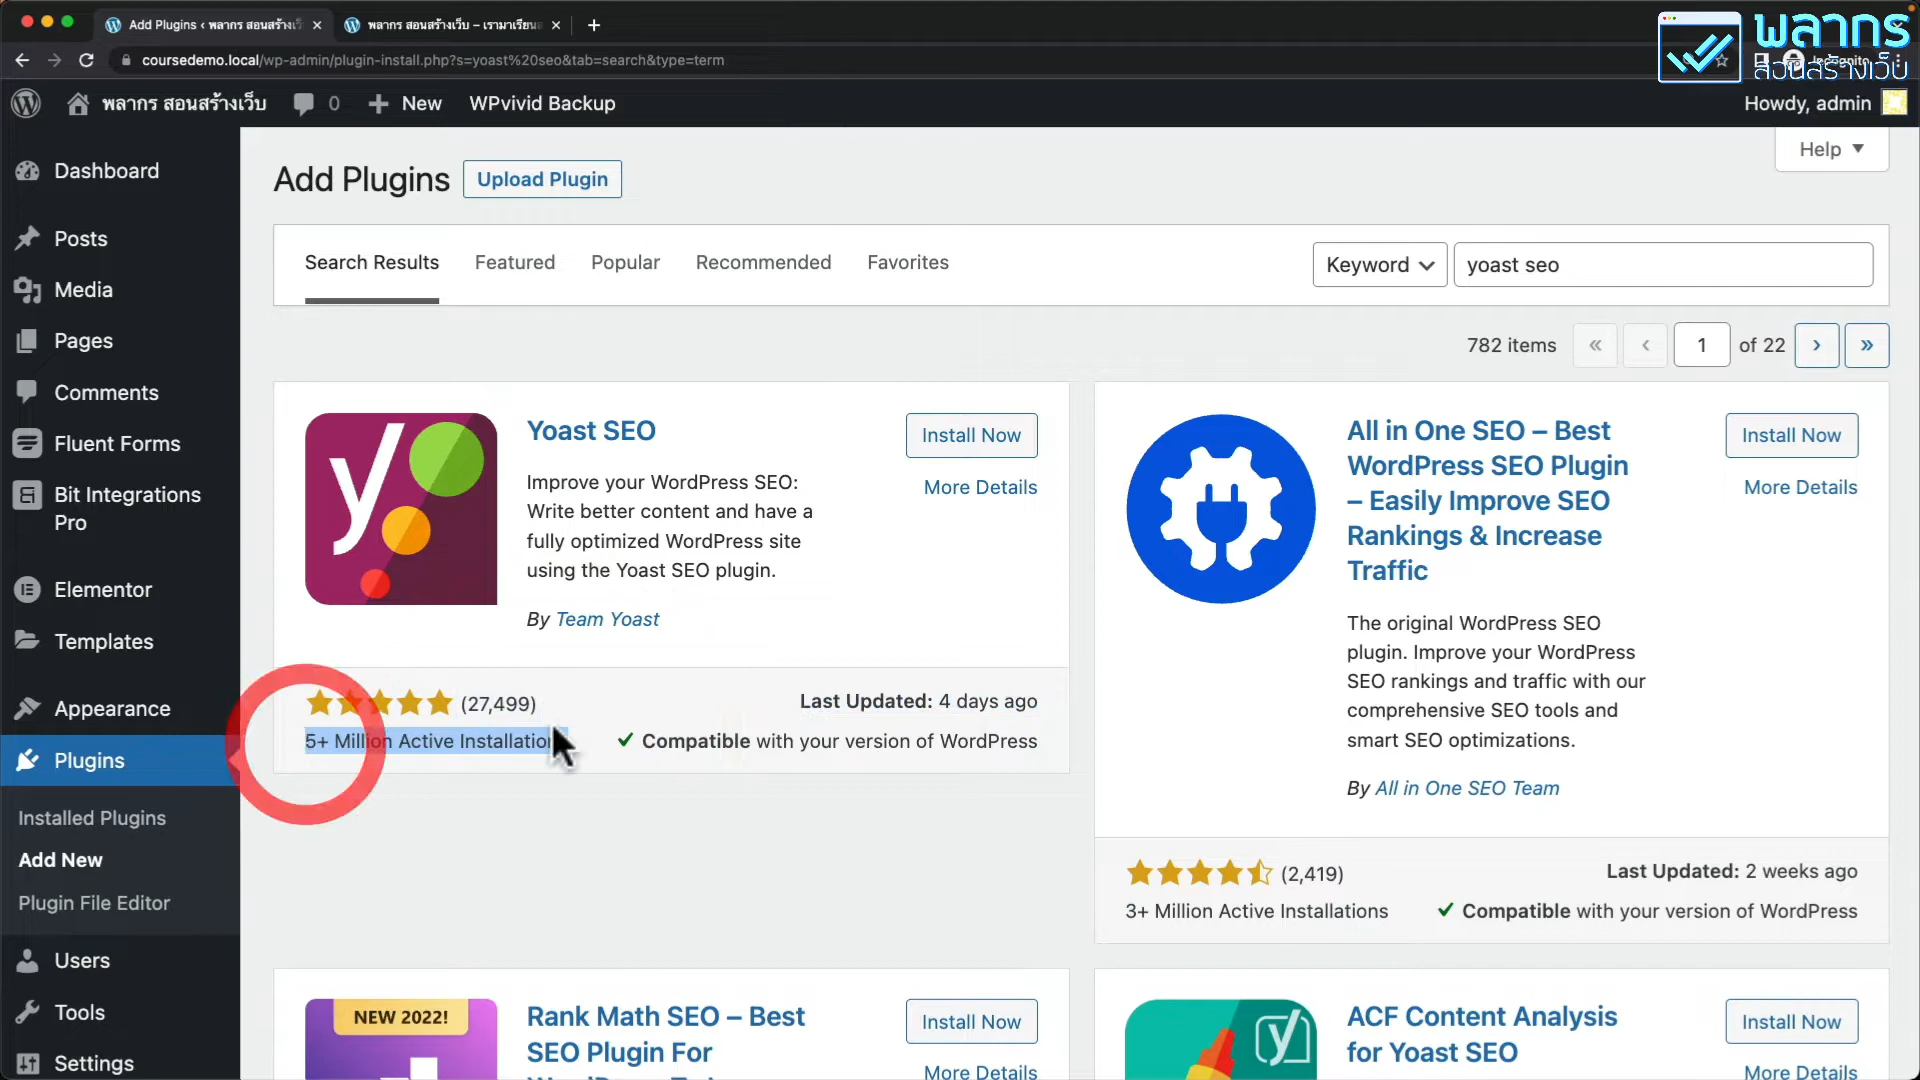 Add Plugins ‹ พลากร สอนสร้างเว็บ
พลากร สอนสร้างเว็บ – เรามาเรียน
พลากร
สอนสร้างเว็บ
coursedemo.local/wp-admin/plugin-install.php?s=yoast%20seo&tab=search&type=term
พลากร สอนสร้างเว็บ
0
New
WPvivid Backup
Howdy, admin
Help
Dashboard
Posts
Media
Pages
Comments
Fluent Forms
Bit Integrations
Pro
Elementor
Templates
Appearance
Plugins
Installed Plugins
Add New
Plugin File Editor
Users
Tools
Settings
Add Plugins
Upload Plugin
Search Results
Featured
Popular
Recommended
Favorites
Keyword
yoast seo
782 items
«
‹
1
of 22
›
»
Yoast SEO
Install Now
More Details
Improve your WordPress SEO:
Write better content and have a
fully optimized WordPress site
using the Yoast SEO plugin.
By Team Yoast
(27,499)
Last Updated: 4 days ago
5+ Million Active Installation
Compatible with your version of WordPress
All in One SEO – Best
WordPress SEO Plugin
– Easily Improve SEO
Rankings & Increase
Traffic
Install Now
More Details
The original WordPress SEO
plugin. Improve your WordPress
SEO rankings and traffic with our
comprehensive SEO tools and
smart SEO optimizations.
By All in One SEO Team
(2,419)
Last Updated: 2 weeks ago
3+ Million Active Installations
Compatible with your version of WordPress
NEW 2022!
Rank Math SEO – Best
SEO Plugin For
Install Now
More Details
ACF Content Analysis
for Yoast SEO
Install Now
More Details